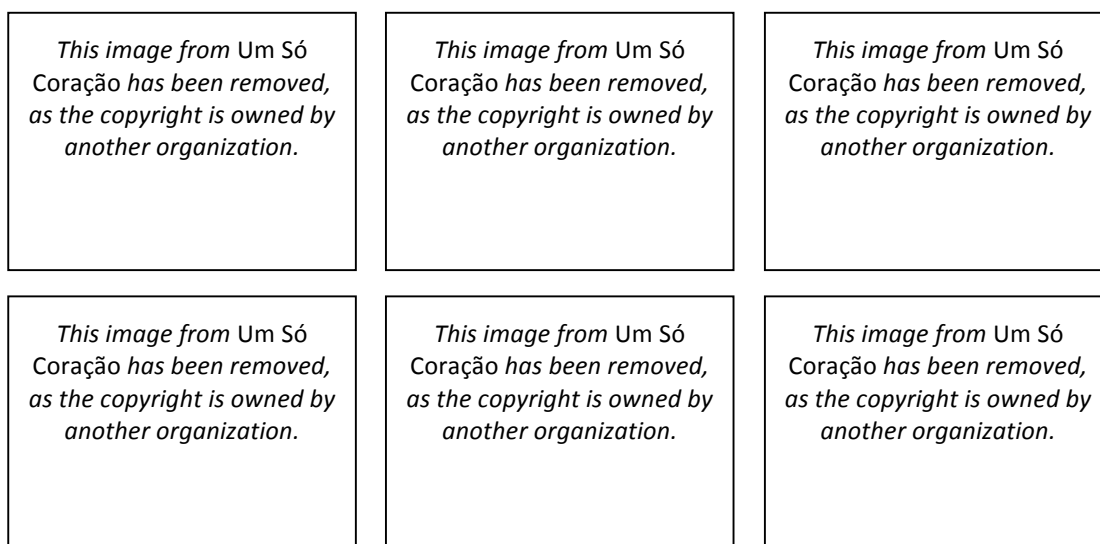 This image from Um Só
Coração has been removed,
as the copyright is owned by
another organization.
This image from Um Só
Coração has been removed,
as the copyright is owned by
another organization.
This image from Um Só
Coração has been removed,
as the copyright is owned by
another organization.
This image from Um Só
Coração has been removed,
as the copyright is owned by
another organization.
This image from Um Só
Coração has been removed,
as the copyright is owned by
another organization.
This image from Um Só
Coração has been removed,
as the copyright is owned by
another organization.